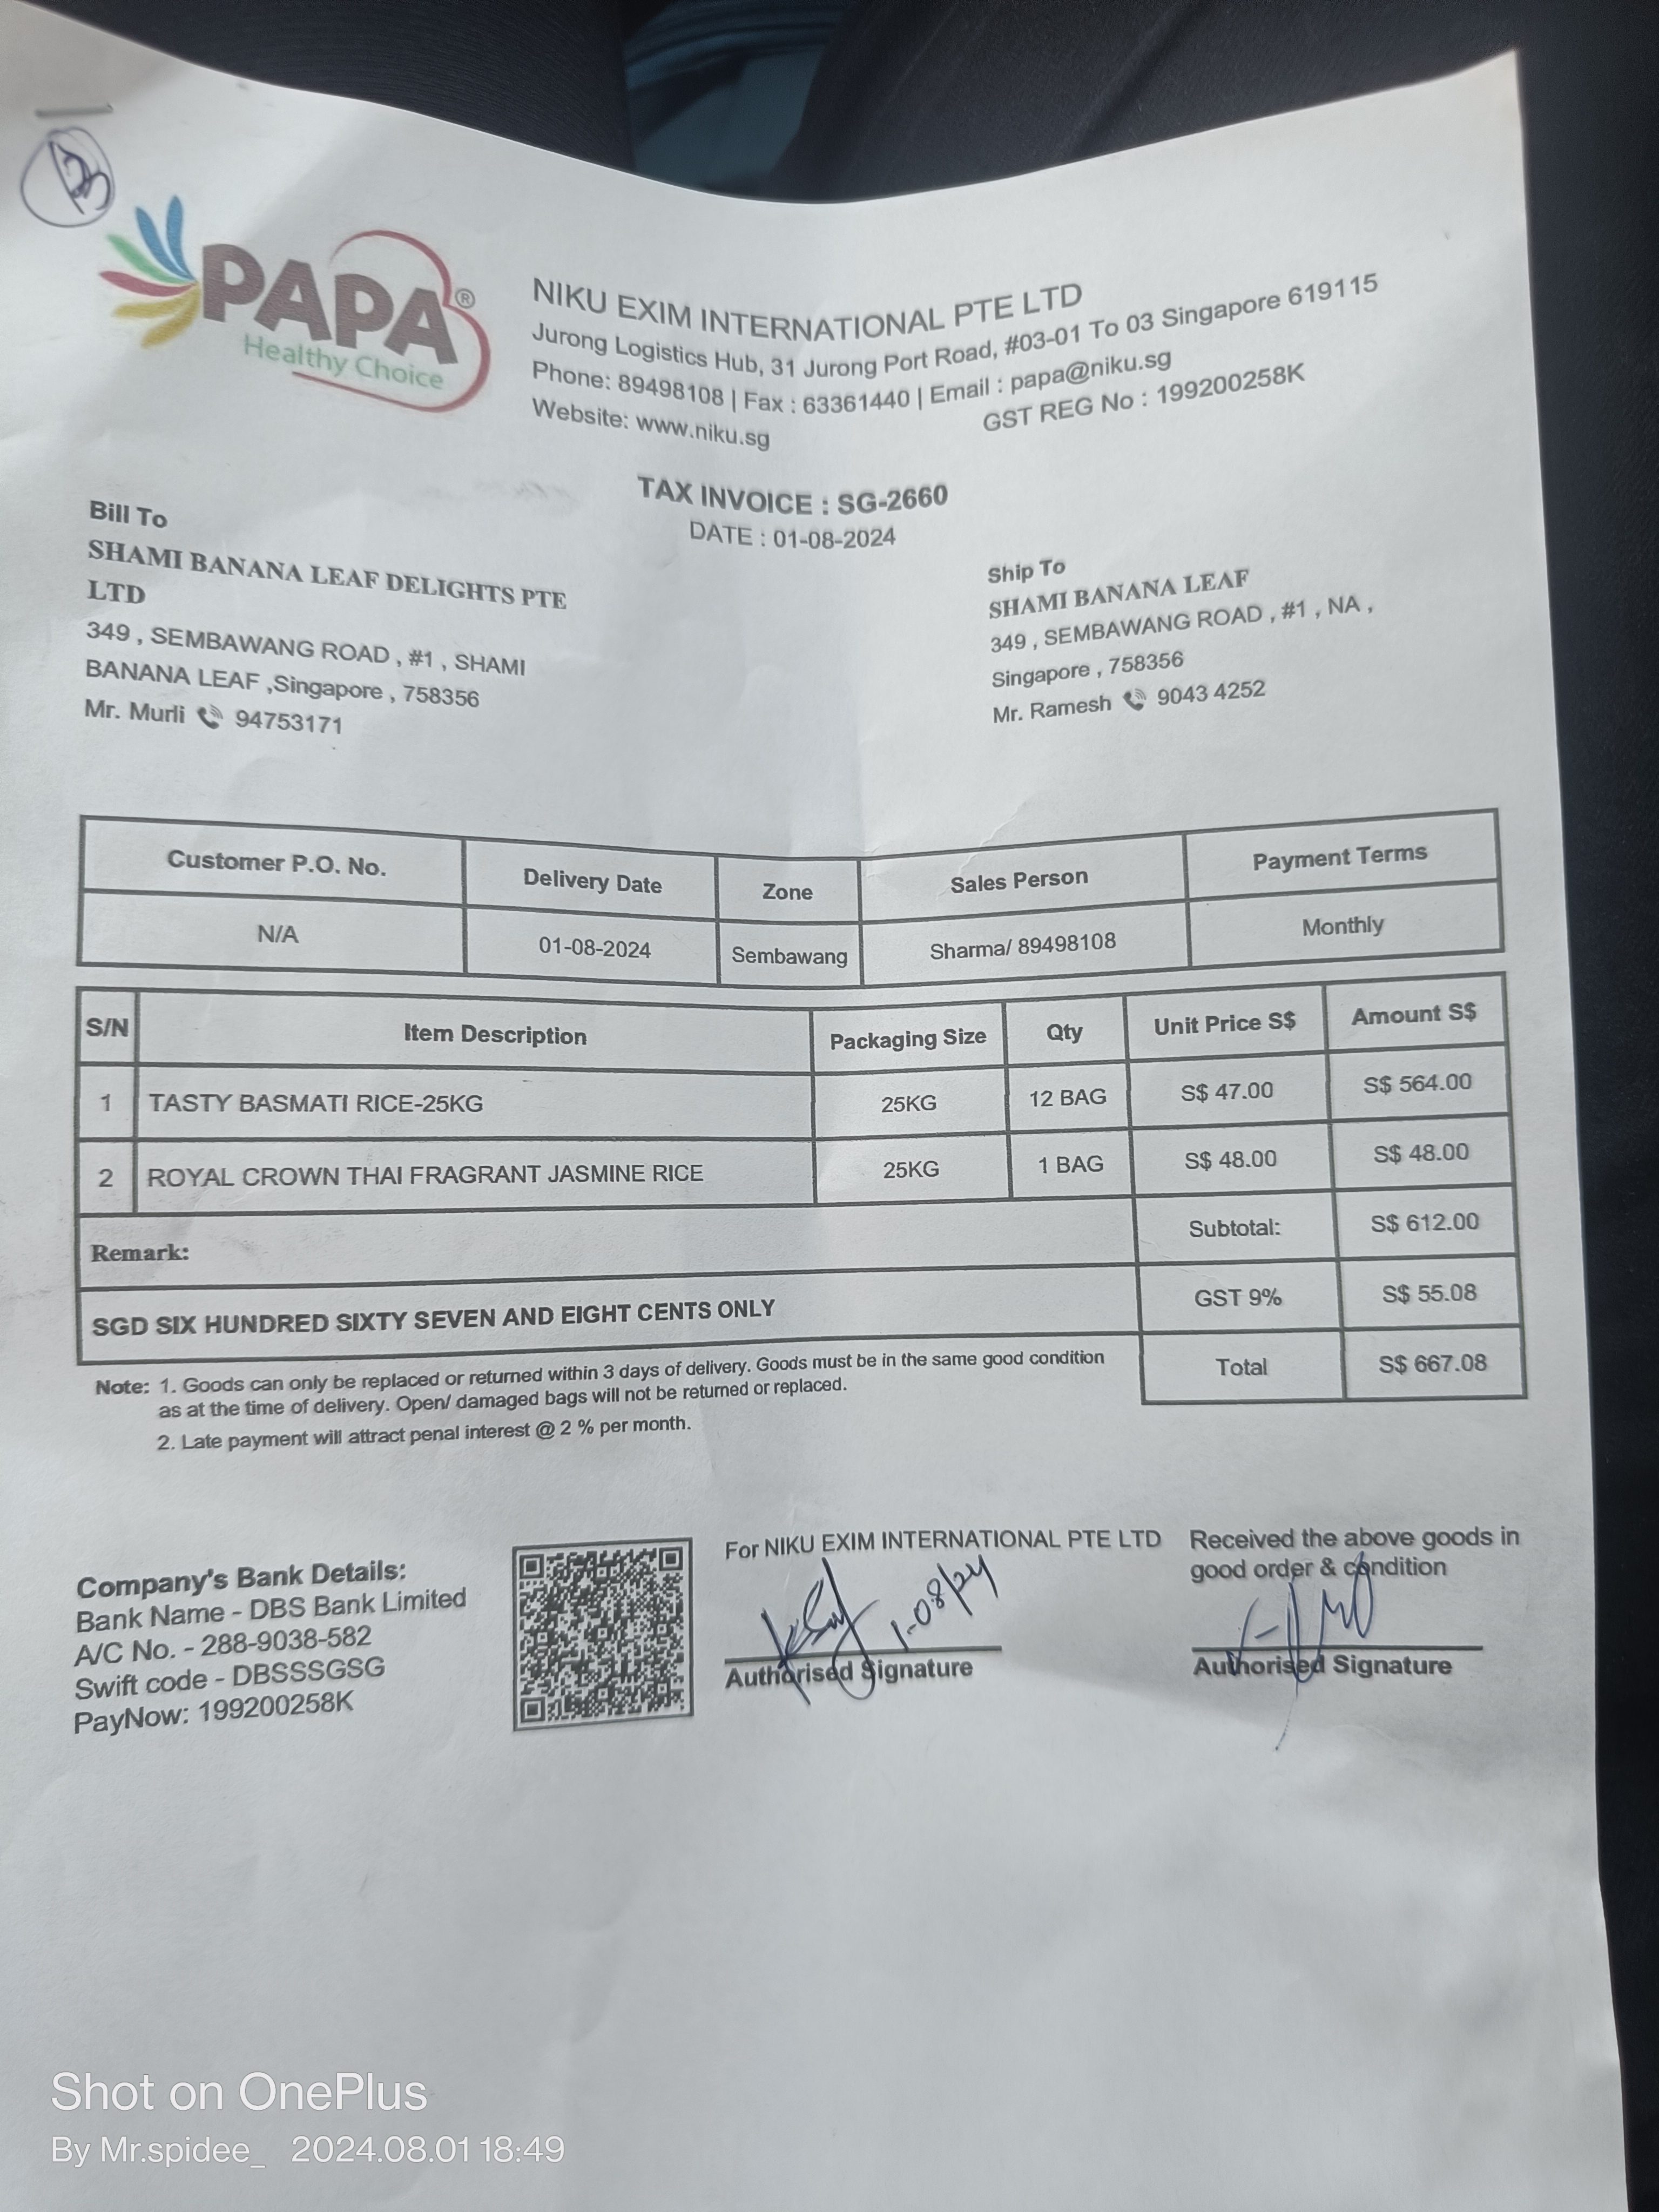 PAPA®
Healthy Choice
NIKU EXIM INTERNATIONAL PTE LTD
Jurong Logistics Hub, 31 Jurong Port Road, #03-01 To 03 Singapore 619115
Phone: 89498108 | Fax : 63361440 | Email : papa@niku.sg
Website: www.niku.sg GST REG No : 199200258K
TAX INVOICE : SG-2660
DATE : 01-08-2024
Bill To
SHAMI BANANA LEAF DELIGHTS PTE
LTD
349 , SEMBAWANG ROAD , #1 , SHAMI
BANANA LEAF ,Singapore , 758356
Mr. Murli 94753171
Ship To
SHAMI BANANA LEAF
349 , SEMBAWANG ROAD , #1 , NA ,
Singapore , 758356
Mr. Ramesh 9043 4252
Customer P.O. No. Delivery Date Zone Sales Person Payment Terms
N/A 01-08-2024 Sembawang Sharma/ 89498108 Monthly
S/N Item Description Packaging Size Qty Unit Price S$ Amount S$
1 TASTY BASMATI RICE-25KG 25KG 12 BAG S$ 47.00 S$ 564.00
2 ROYAL CROWN THAI FRAGRANT JASMINE RICE 25KG 1 BAG S$ 48.00 S$ 48.00
Remark: Subtotal: S$ 612.00
SGD SIX HUNDRED SIXTY SEVEN AND EIGHT CENTS ONLY GST 9% S$ 55.08
Total S$ 667.08
Note: 1. Goods can only be replaced or returned within 3 days of delivery. Goods must be in the same good condition
as at the time of delivery. Open/ damaged bags will not be returned or replaced.
2. Late payment will attract penal interest @ 2 % per month.
Company's Bank Details:
Bank Name - DBS Bank Limited
A/C No. - 288-9038-582
Swift code - DBSSSGSG
PayNow: 199200258K
For NIKU EXIM INTERNATIONAL PTE LTD
1-08/24
Authorised Signature
Received the above goods in
good order & condition
Authorised Signature
Shot on OnePlus
By Mr.spidee_ 2024.08.01 18:49